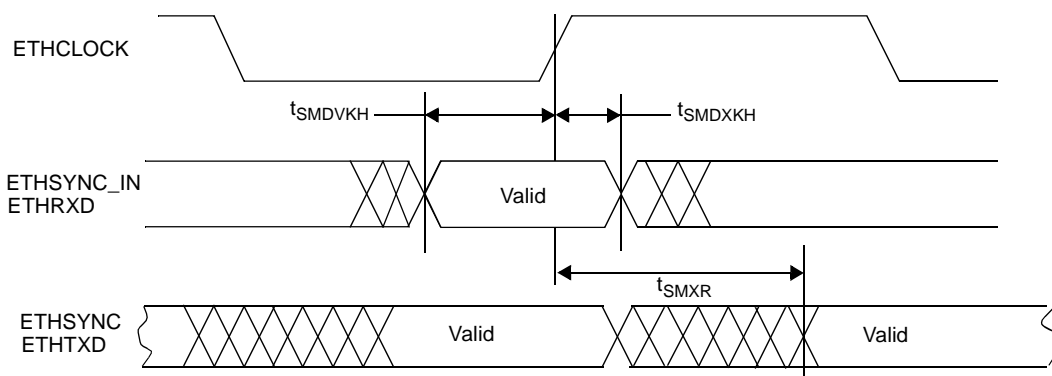 ETHCLOCK
tSMDVKH
tSMDXKH
ETHSYNC_IN
ETHRXD
Valid
tSMXR
ETHSYNC
ETHTXD
Valid
Valid